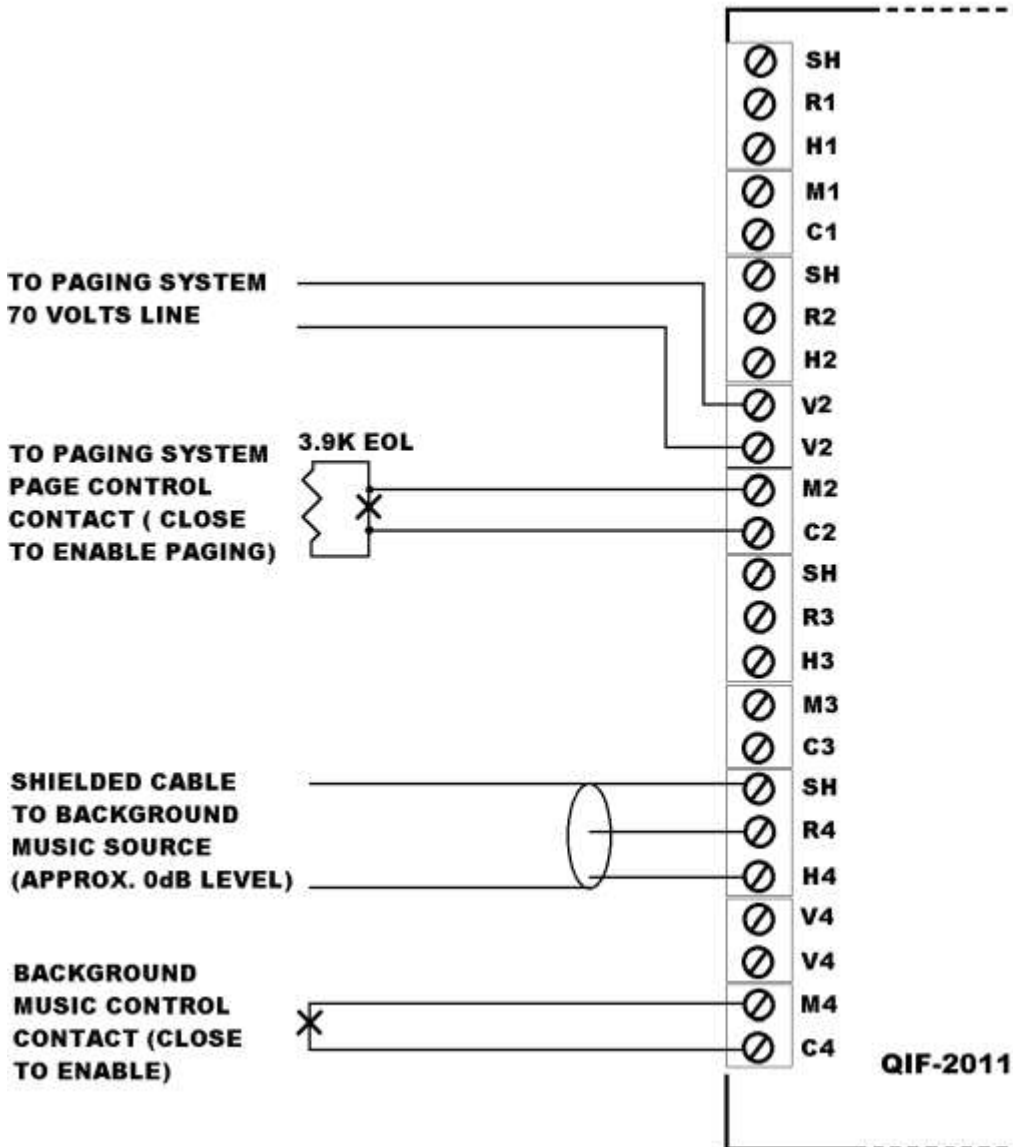 SH
R1
H1
M1
C1
SH
R2
H2
V2
V2
M2
C2
SH
R3
H3
M3
C3
SH
R4
H4
V4
V4
M4
C4
TO PAGING SYSTEM
70 VOLTS LINE
3.9K EOL
TO PAGING SYSTEM
PAGE CONTROL
CONTACT ( CLOSE
TO ENABLE PAGING)
SHIELDED CABLE
TO BACKGROUND
MUSIC SOURCE
(APPROX. 0dB LEVEL)
BACKGROUND
MUSIC CONTROL
CONTACT (CLOSE
TO ENABLE)
QIF-2011